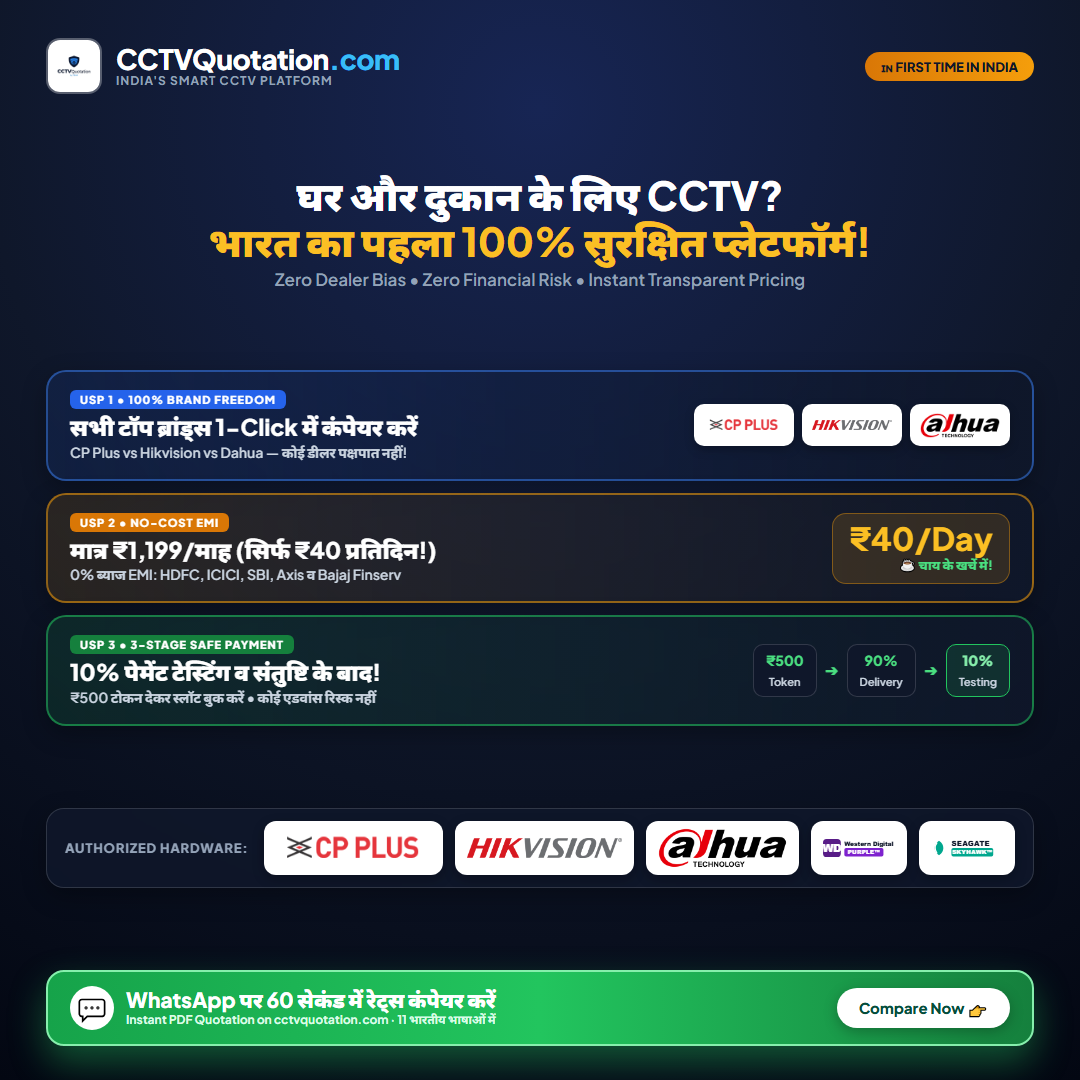 CCTVQuotation
CCTVQuotation.com
INDIA'S SMART CCTV PLATFORM
IN FIRST TIME IN INDIA
घर और दुकान के लिए CCTV?
भारत का पहला 100% सुरक्षित प्लेटफॉर्म!
Zero Dealer Bias • Zero Financial Risk • Instant Transparent Pricing
USP 1 • 100% BRAND FREEDOM
सभी टॉप ब्रांड्स 1-Click में कंपेयर करें
CP Plus vs Hikvision vs Dahua — कोई डीलर पक्षपात नहीं!
CP PLUS
HIKVISION
alhua
TECHNOLOGY
USP 2 • NO-COST EMI
मात्र ₹1,199/माह (सिर्फ ₹40 प्रतिदिन!)
0% ब्याज EMI: HDFC, ICICI, SBI, Axis व Bajaj Finserv
₹40/Day
☕ चाय के खर्चे में!
USP 3 • 3-STAGE SAFE PAYMENT
10% पेमेंट टेस्टिंग व संतुष्टि के बाद!
₹500 टोकन देकर स्लॉट बुक करें • कोई एडवांस रिस्क नहीं
₹500
Token
➔
90%
Delivery
➔
10%
Testing
AUTHORIZED HARDWARE:
CP PLUS
HIKVISION
alhua
TECHNOLOGY
WD
Western Digital
PURPLE™
SEAGATE
SKYHAWK™
WhatsApp पर 60 सेकंड में रेट्स कंपेयर करें
Instant PDF Quotation on cctvquotation.com · 11 भारतीय भाषाओं में
Compare Now 👉